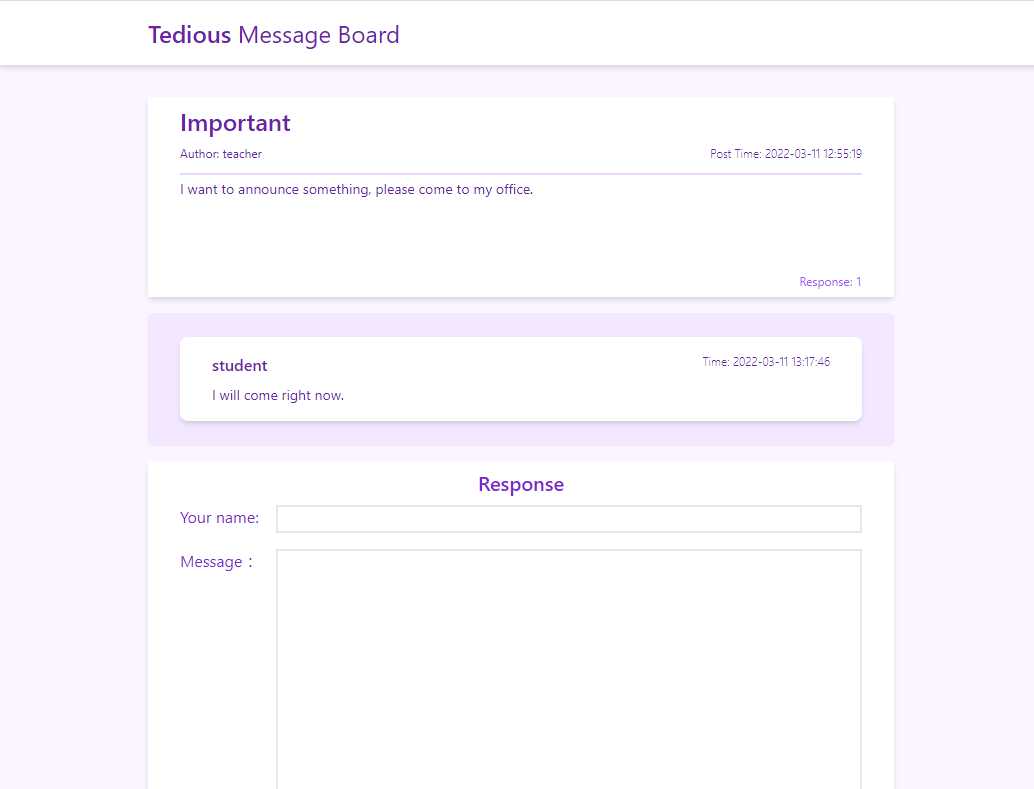 Tedious Message Board
Important
Author: teacher
Post Time: 2022-03-11 12:55:19
I want to announce something, please come to my office.
Response: 1
student
Time: 2022-03-11 13:17:46
I will come right now.
Response
Your name:
Message：